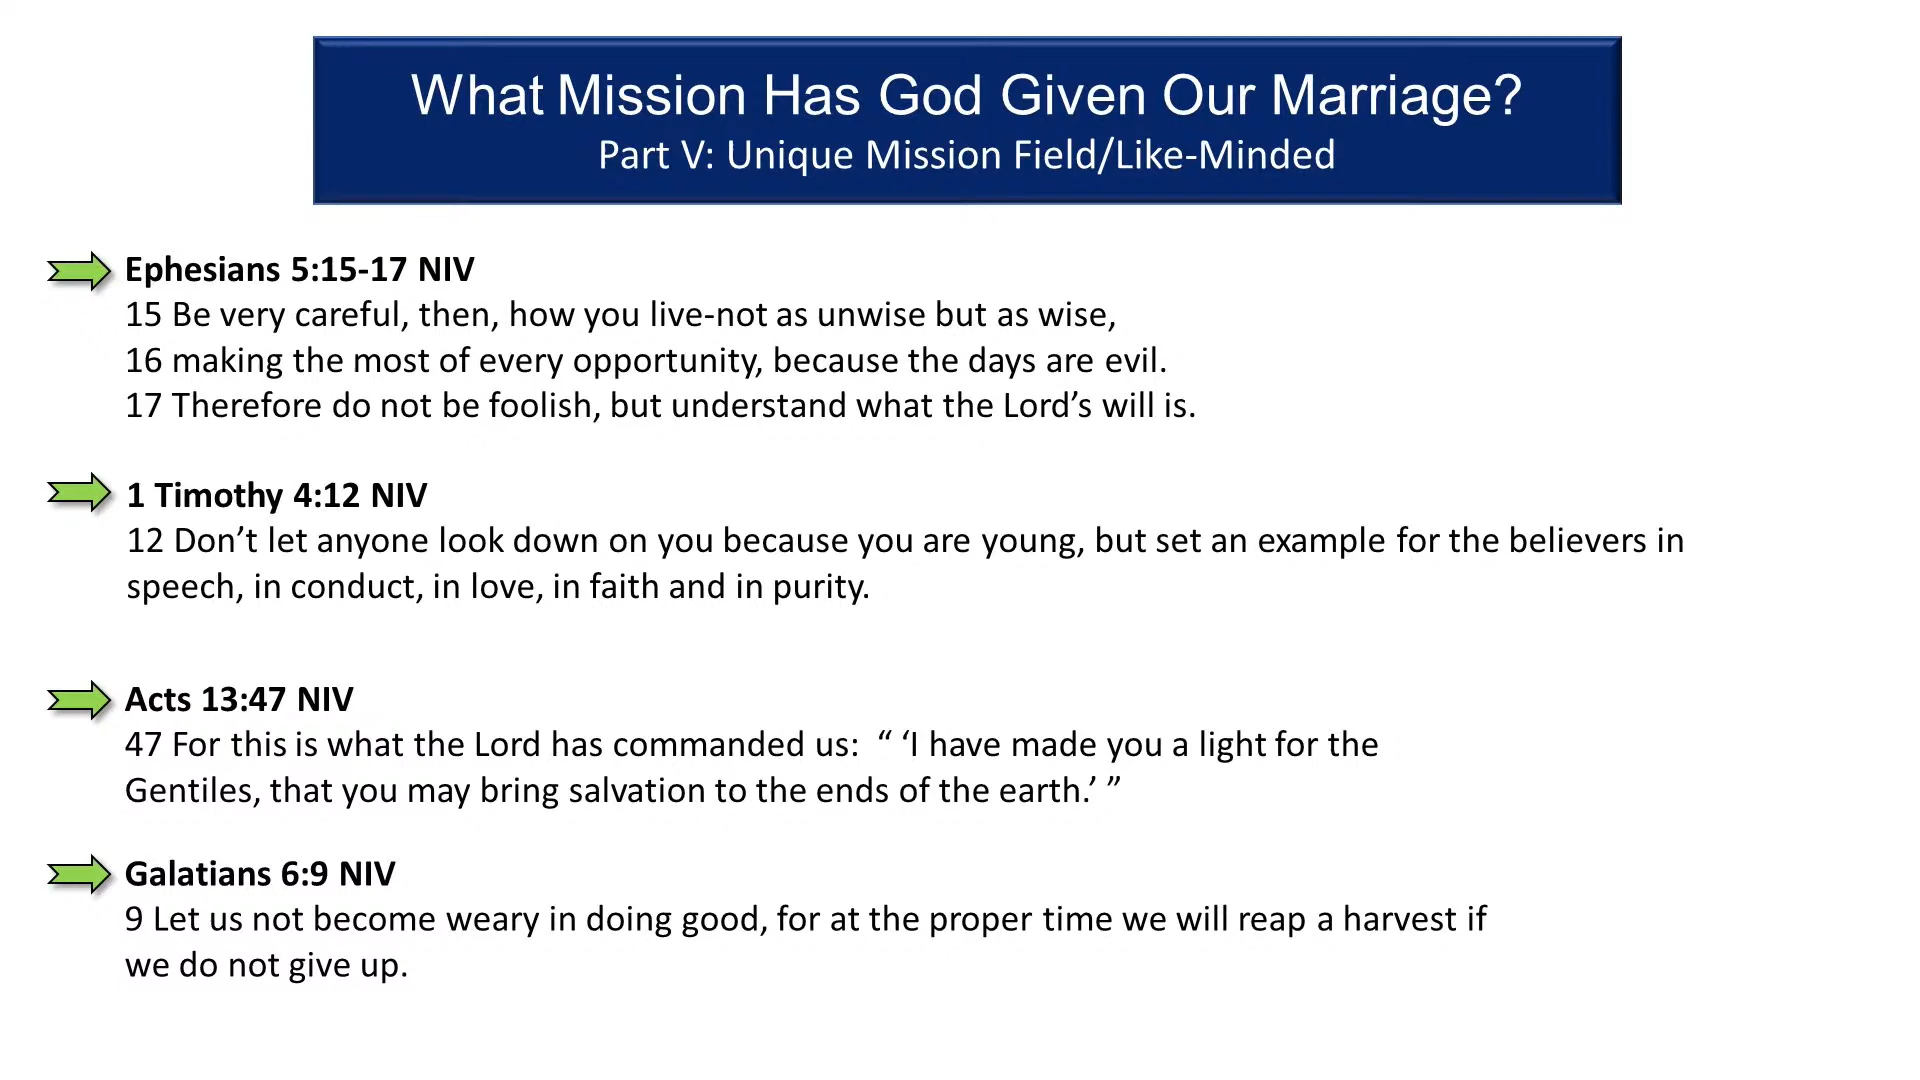 What Mission Has God Given Our Marriage?
Part V: Unique Mission Field/Like-Minded
Ephesians 5:15-17 NIV
15 Be very careful, then, how you live-not as unwise but as wise,
16 making the most of every opportunity, because the days are evil.
17 Therefore do not be foolish, but understand what the Lord’s will is.
1 Timothy 4:12 NIV
12 Don’t let anyone look down on you because you are young, but set an example for the believers in
speech, in conduct, in love, in faith and in purity.
Acts 13:47 NIV
47 For this is what the Lord has commanded us:  “ ‘I have made you a light for the
Gentiles, that you may bring salvation to the ends of the earth.’ ”
Galatians 6:9 NIV
9 Let us not become weary in doing good, for at the proper time we will reap a harvest if
we do not give up.